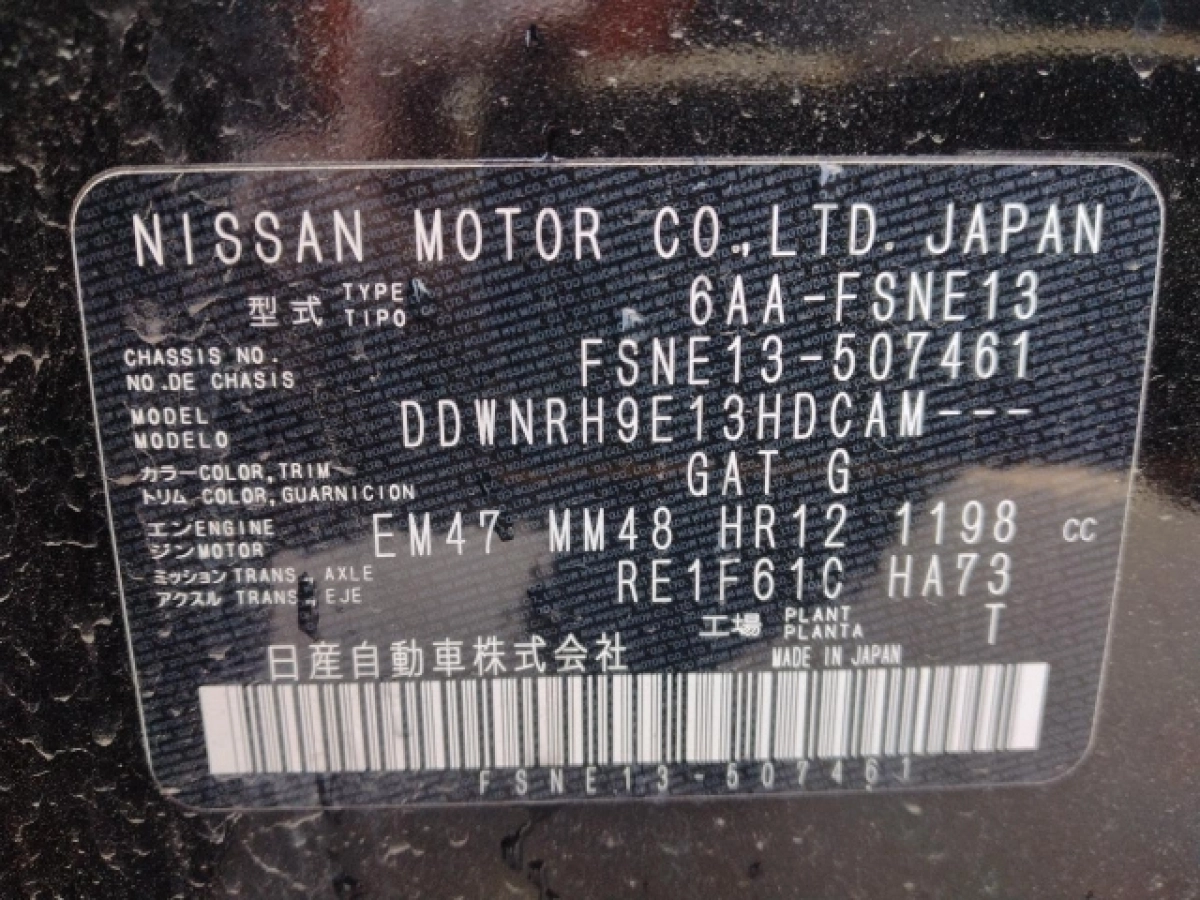 NISSAN MOTOR CO.,LTD. JAPAN
型式 TYPE TIPO 6AA-FSNE13
CHASSIS NO. NO.DE CHASIS FSNE13-507461
MODEL MODELO DDWNRH9E13HDCAM---
カラー COLOR,TRIM トリム COLOR,GUARNICION GAT G
エンジン ENGINE MOTOR EM47 MM48 HR12 1198 cc
ミッション TRANS., AXLE アクスル TRANS., EJE RE1F61C HA73
工場 PLANT PLANTA T
日産自動車株式会社 MADE IN JAPAN
FSNE13-507461